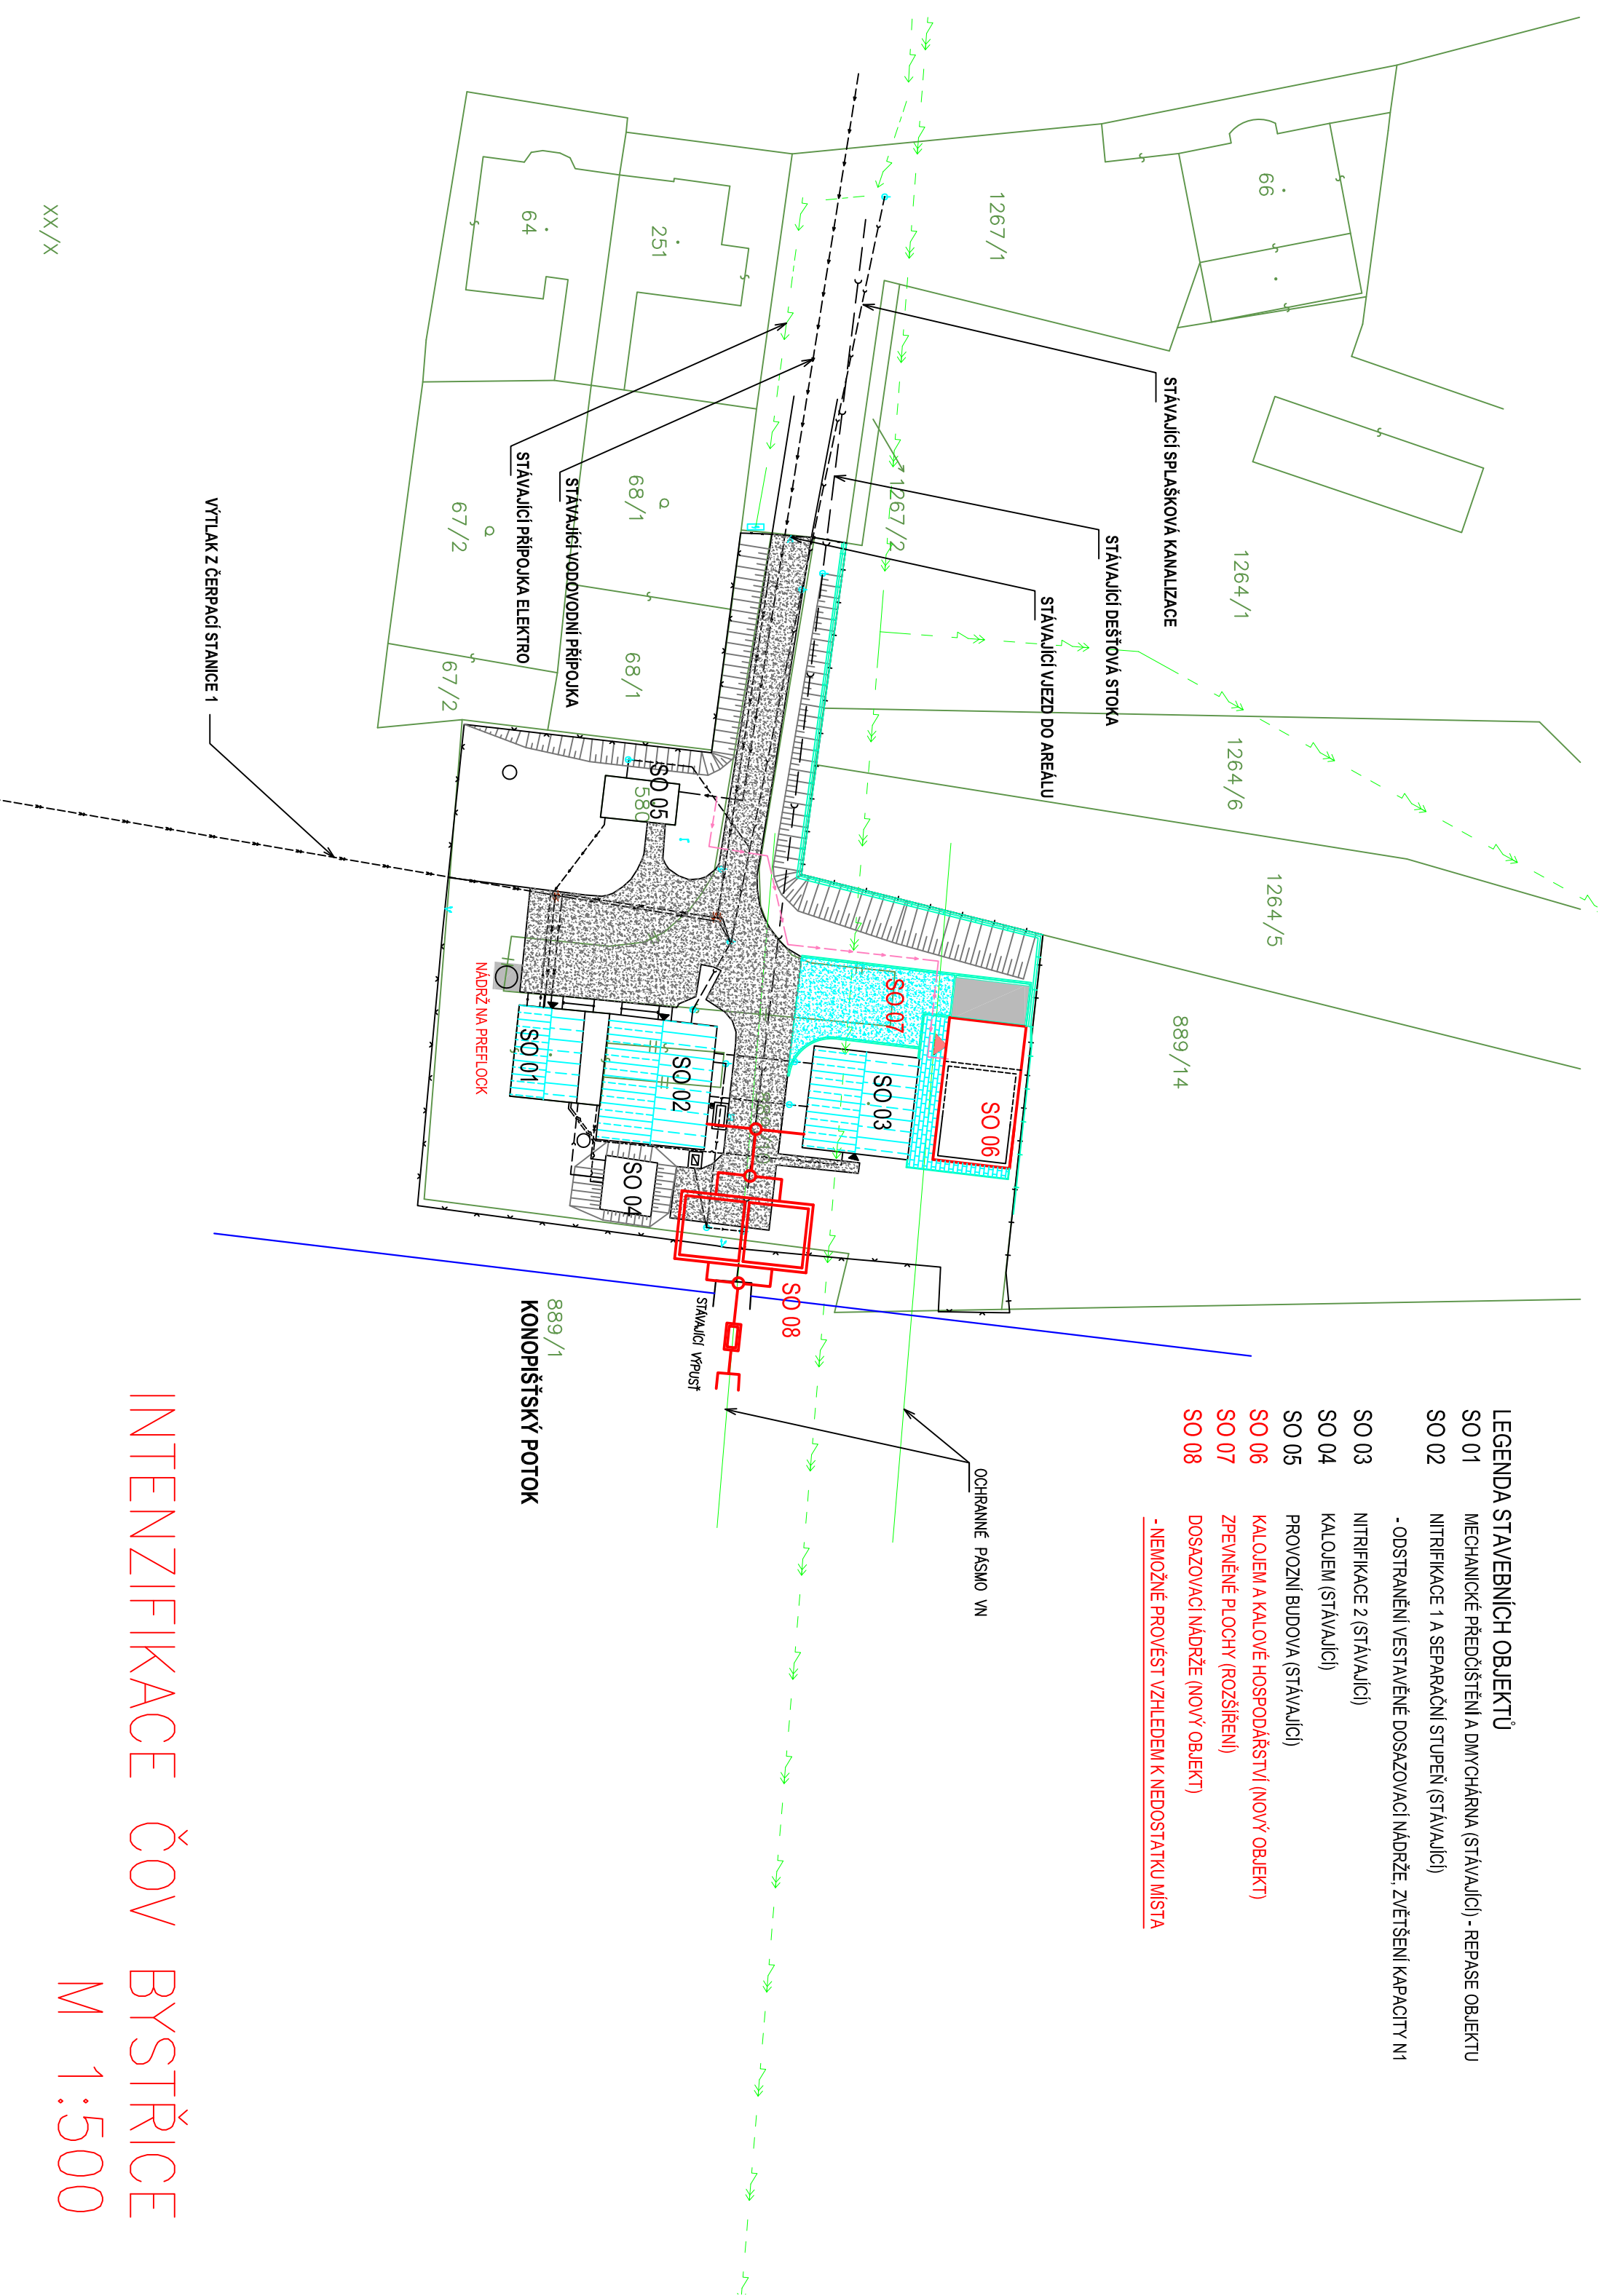 LEGENDA STAVEBNÍCH OBJEKTŮ
SO 01 MECHANICKÉ PŘEDČIŠTĚNÍ A DMYCHÁRNA (STÁVAJÍCÍ) - REPASE OBJEKTU
SO 02 NITRIFIKACE 1 A SEPARAČNÍ STUPEŇ (STÁVAJÍCÍ)
- ODSTRANĚNÍ VESTAVĚNÉ DOSAZOVACÍ NÁDRŽE, ZVĚTŠENÍ KAPACITY N1
SO 03 NITRIFIKACE 2 (STÁVAJÍCÍ)
SO 04 KALOJEM (STÁVAJÍCÍ)
SO 05 PROVOZNÍ BUDOVA (STÁVAJÍCÍ)
SO 06 KALOJEM A KALOVÉ HOSPODÁŘSTVÍ (NOVÝ OBJEKT)
SO 07 ZPEVNĚNÉ PLOCHY (ROZŠÍŘENÍ)
SO 08 DOSAZOVACÍ NÁDRŽE (NOVÝ OBJEKT)
- NEMOŽNÉ PROVÉST VZHLEDEM K NEDOSTATKU MÍSTA
66
1267/1
251
64
XX/X
STÁVAJÍCÍ SPLAŠKOVÁ KANALIZACE
STÁVAJÍCÍ DEŠŤOVÁ STOKA
STÁVAJÍCÍ VJEZD DO AREÁLU
STÁVAJÍCÍ VODOVODNÍ PŘÍPOJKA
STÁVAJÍCÍ PŘÍPOJKA ELEKTRO
VÝTLAK Z ČERPACÍ STANICE 1
1267/2
68/1
67/2
68/1
67/2
1264/1
1264/6
1264/5
889/14
SO 05
580
SO 07
SO 06
SO 03
SO 02
SO 01
SO 04
SO 08
NÁDRŽ NA PREFLOCK
STÁVAJÍCÍ VÝPUSŤ
889/1
KONOPIŠŤSKÝ POTOK
OCHRANNÉ PÁSMO VN
INTENZIFIKACE ČOV BYSTŘICE
M 1:500